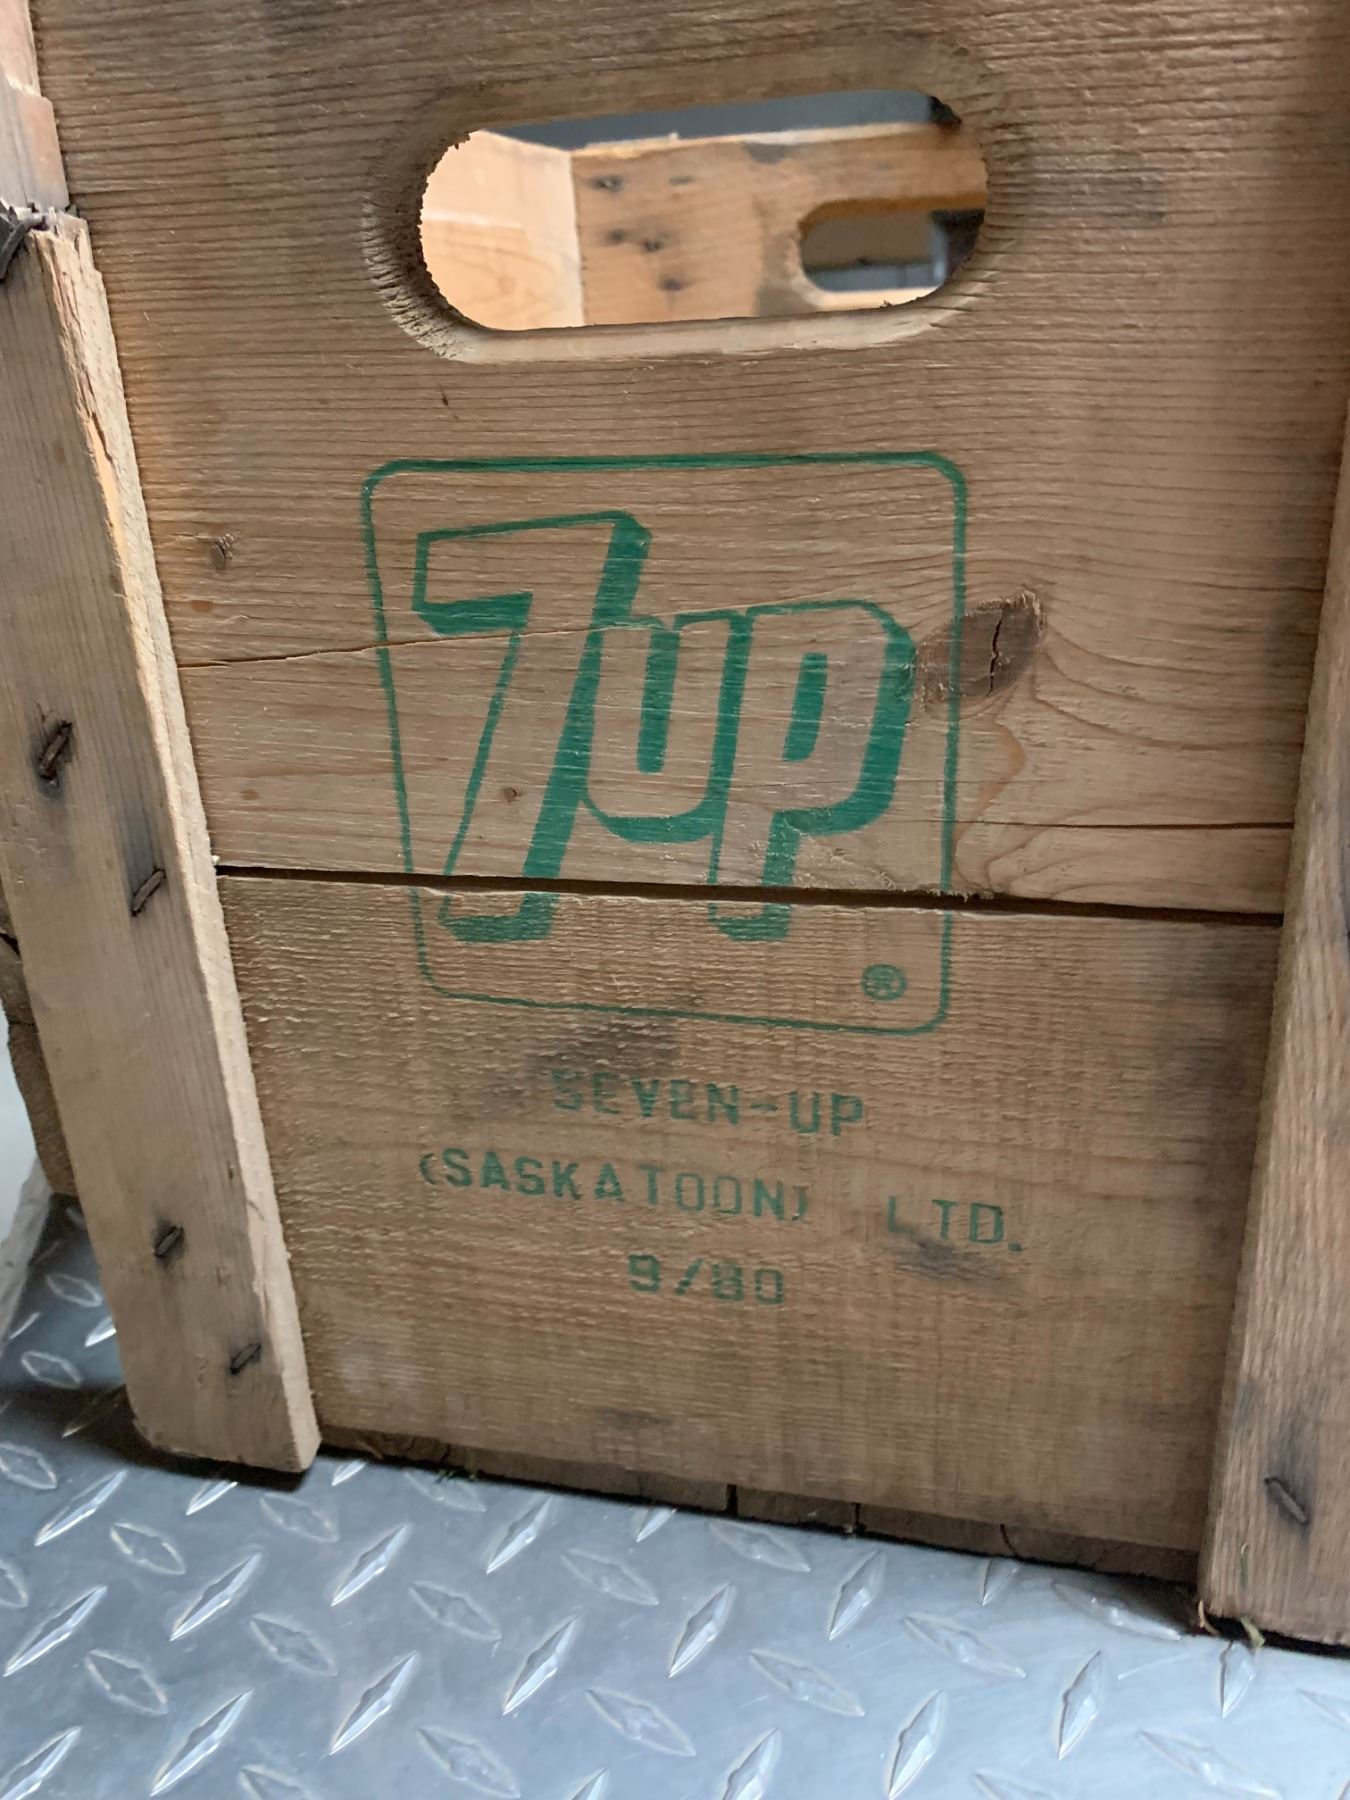 7up
®
SEVEN-UP
(SASKATOON) LTD.
9/80